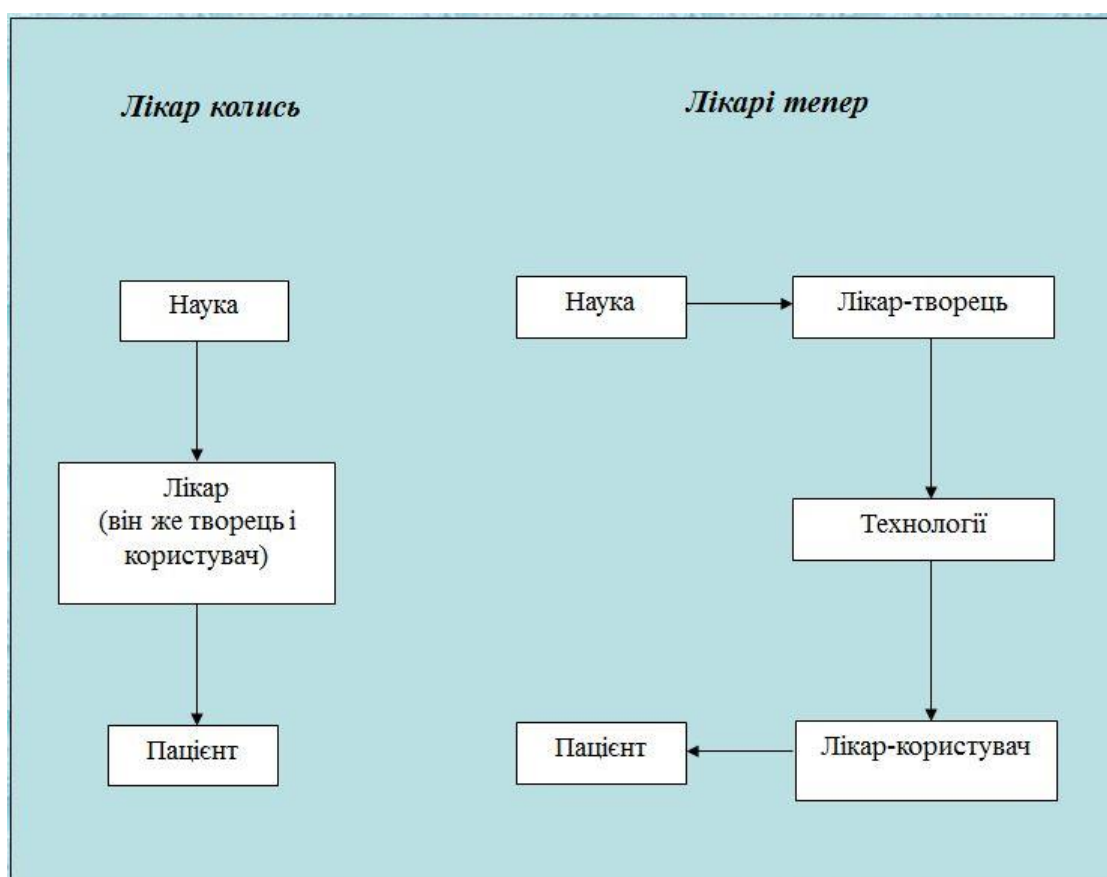 Лікар колись
Наука
Лікар
(він же творець і
користувач)
Пацієнт
Лікарі тепер
Наука
Лікар-творець
Технології
Лікар-користувач
Пацієнт